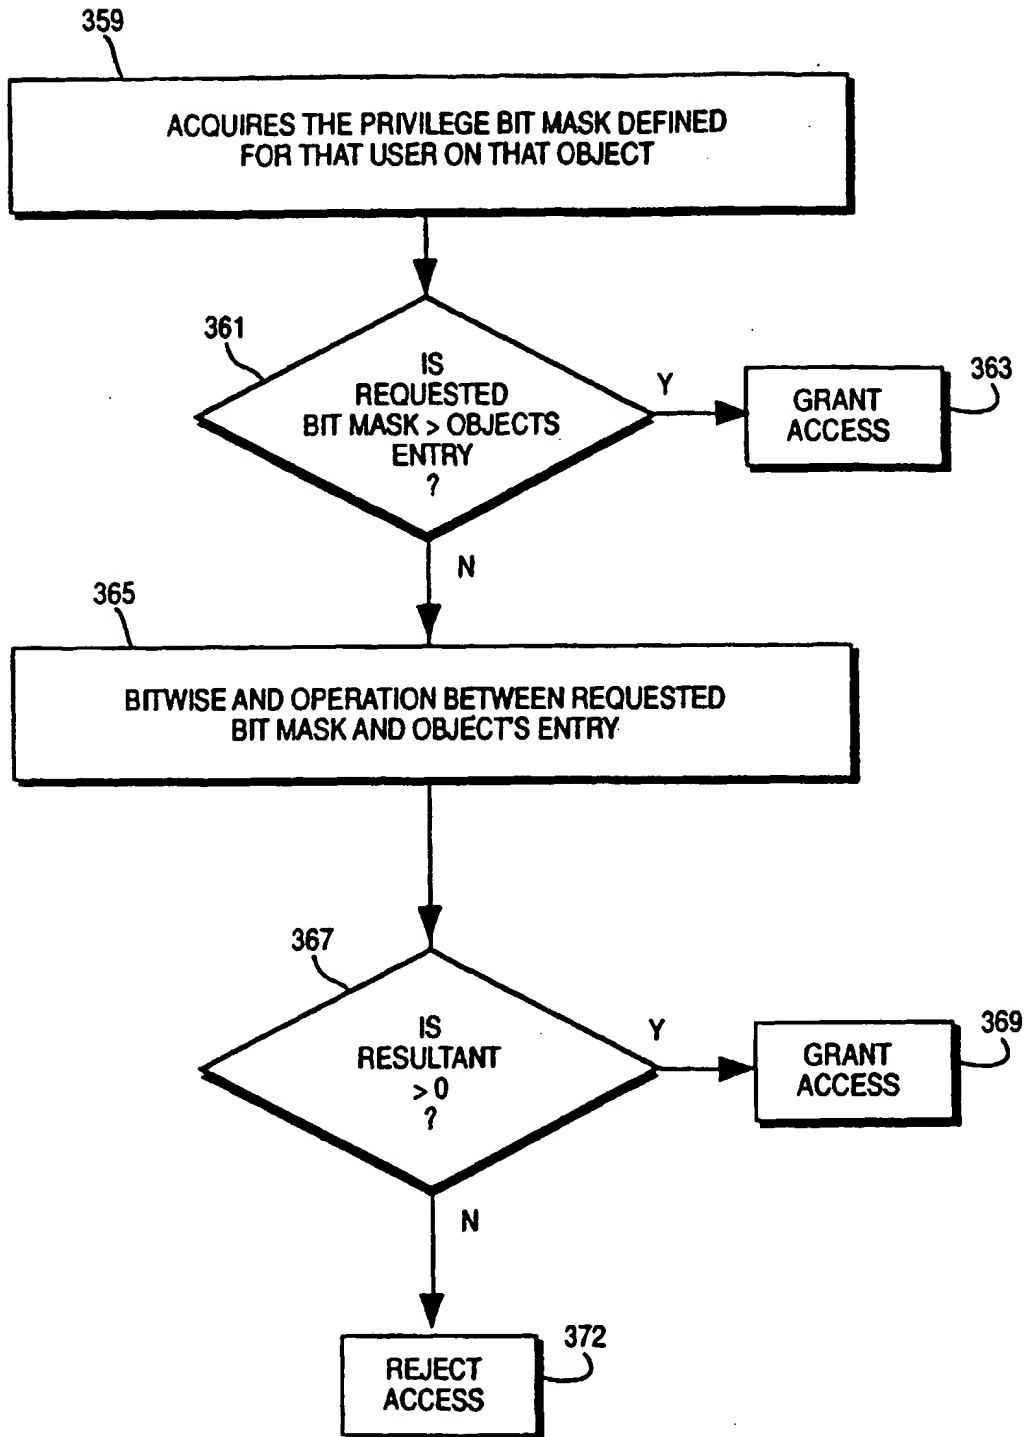 359
ACQUIRES THE PRIVILEGE BIT MASK DEFINED
FOR THAT USER ON THAT OBJECT
361
IS
REQUESTED
BIT MASK > OBJECTS
ENTRY
?
Y
GRANT
ACCESS
363
N
365
BITWISE AND OPERATION BETWEEN REQUESTED
BIT MASK AND OBJECT'S ENTRY
367
IS
RESULTANT
> 0
?
Y
GRANT
ACCESS
369
N
REJECT
ACCESS
372